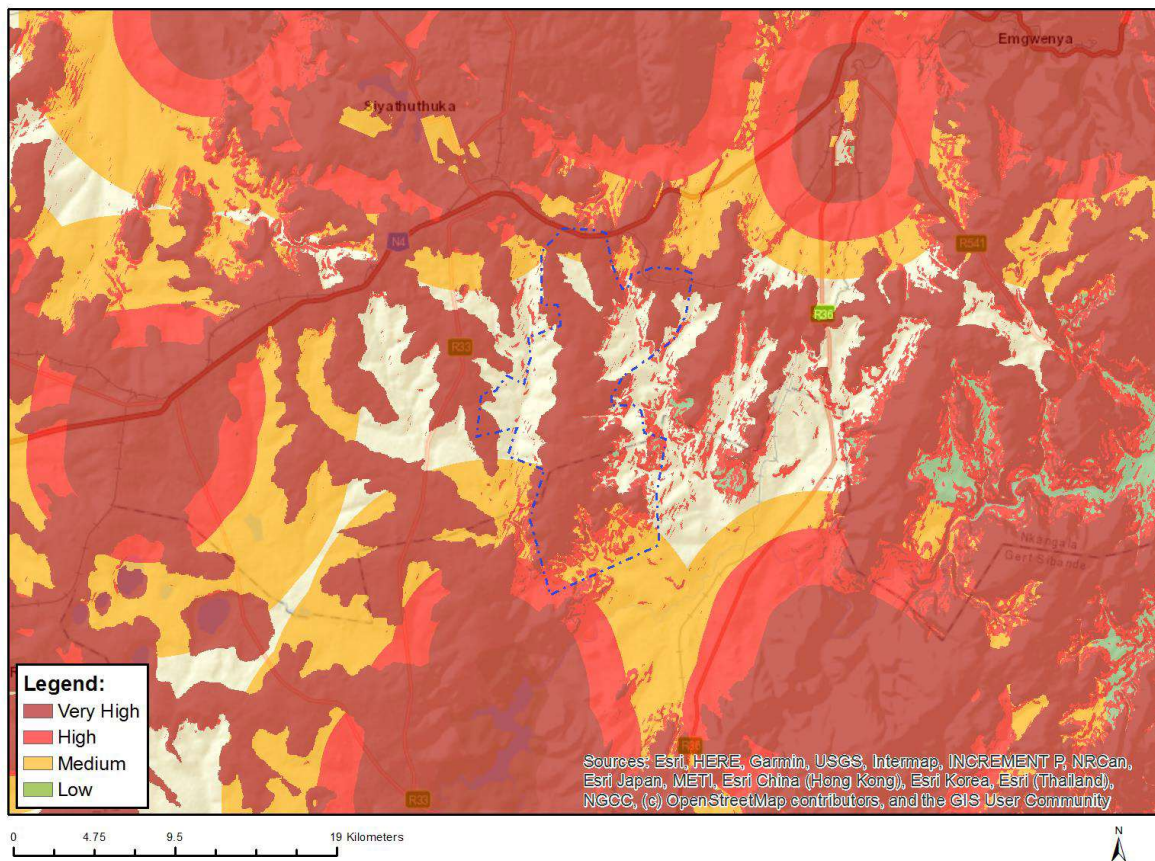 Emgwenya
Siyathuthuka
N4
R541
R36
R33
Nkangala
Gert Sibande
R
Legend:
Very High
High
Medium
Low
R36
R33
Sources: Esri, HERE, Garmin, USGS, Intermap, INCREMENT P, NRCan,
Esri Japan, METI, Esri China (Hong Kong), Esri Korea, Esri (Thailand),
NGCC, (c) OpenStreetMap contributors, and the GIS User Community
0 4.75 9.5 19 Kilometers
N